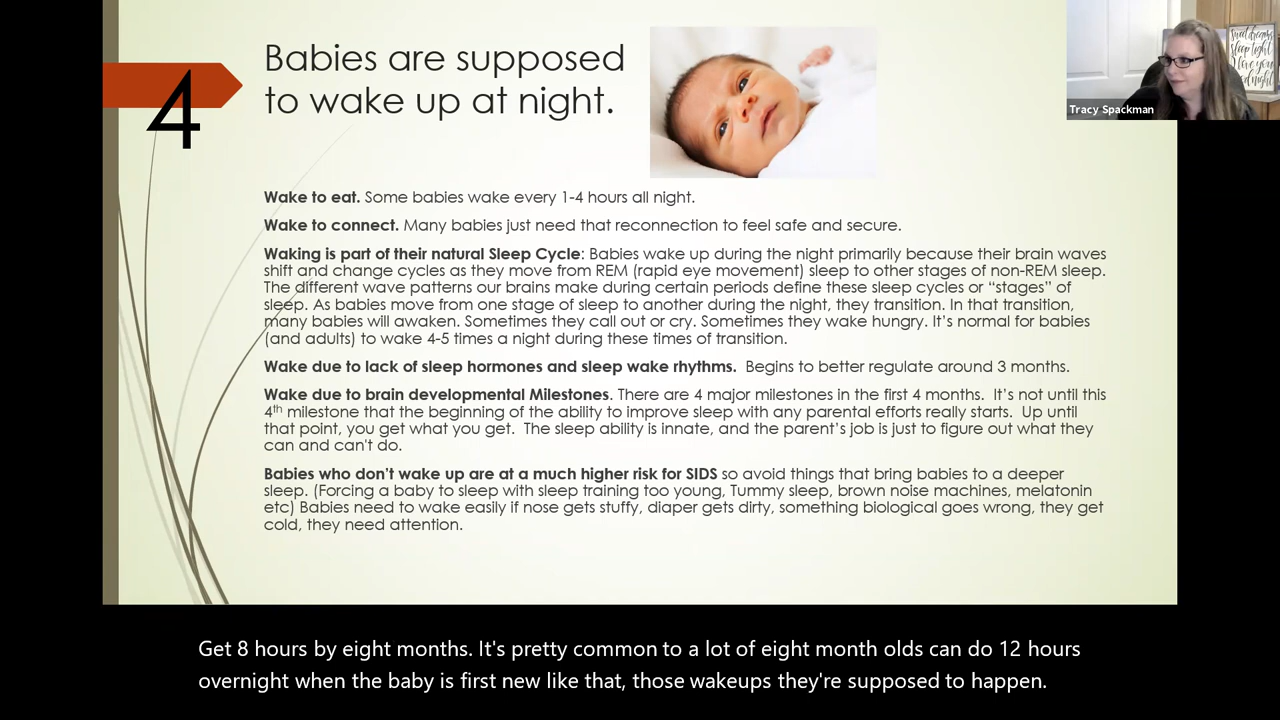 4
Babies are supposed
to wake up at night.
Tracy Spackman
Wake to eat. Some babies wake every 1-4 hours all night.
Wake to connect. Many babies just need that reconnection to feel safe and secure.
Waking is part of their natural Sleep Cycle: Babies wake up during the night primarily because their brain waves
shift and change cycles as they move from REM (rapid eye movement) sleep to other stages of non-REM sleep.
The different wave patterns our brains make during certain periods define these sleep cycles or “stages” of
sleep. As babies move from one stage of sleep to another during the night, they transition. In that transition,
many babies will awaken. Sometimes they call out or cry. Sometimes they wake hungry. It’s normal for babies
(and adults) to wake 4-5 times a night during these times of transition.
Wake due to lack of sleep hormones and sleep wake rhythms. Begins to better regulate around 3 months.
Wake due to brain developmental Milestones. There are 4 major milestones in the first 4 months. It’s not until this
4th milestone that the beginning of the ability to improve sleep with any parental efforts really starts. Up until
that point, you get what you get. The sleep ability is innate, and the parent’s job is just to figure out what they
can and can't do.
Babies who don’t wake up are at a much higher risk for SIDS so avoid things that bring babies to a deeper
sleep. (Forcing a baby to sleep with sleep training too young, Tummy sleep, brown noise machines, melatonin
etc) Babies need to wake easily if nose gets stuffy, diaper gets dirty, something biological goes wrong, they get
cold, they need attention.
Get 8 hours by eight months. It's pretty common to a lot of eight month olds can do 12 hours
overnight when the baby is first new like that, those wakeups they're supposed to happen.